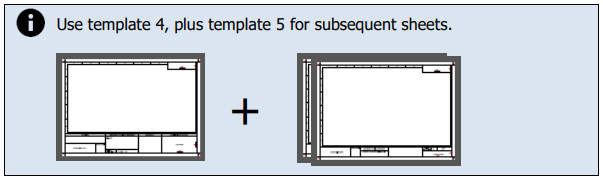 Use template 4, plus template 5 for subsequent sheets.
+